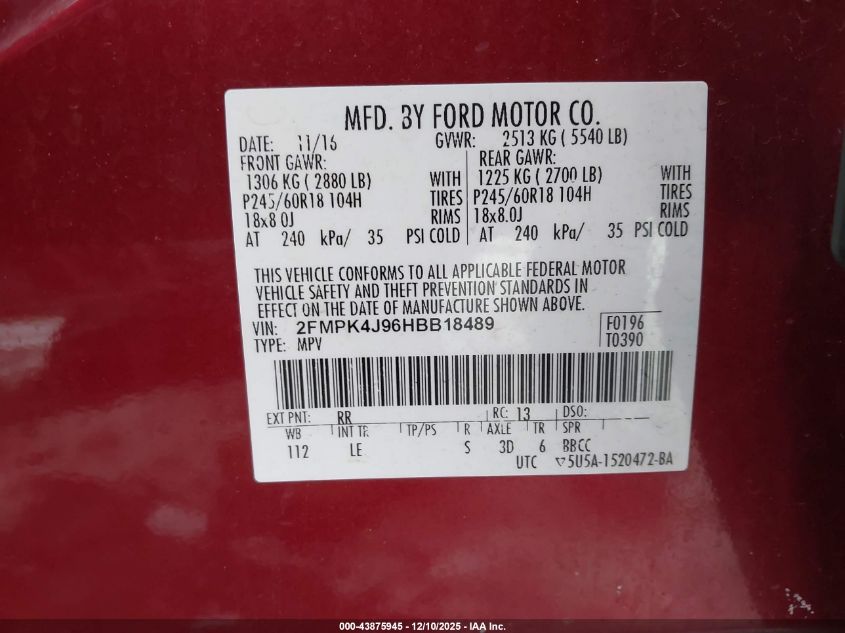 MFD. BY FORD MOTOR CO.
DATE: 11/16 GVWR: 2513 KG ( 5540 LB)
FRONT GAWR: REAR GAWR:
1306 KG ( 2880 LB) WITH 1225 KG ( 2700 LB) WITH
P245/60R18 104H TIRES P245/60R18 104H TIRES
18x8.0J RIMS 18x8.0J RIMS
AT 240 kPa/ 35 PSI COLD AT 240 kPa/ 35 PSI COLD
THIS VEHICLE CONFORMS TO ALL APPLICABLE FEDERAL MOTOR
VEHICLE SAFETY AND THEFT PREVENTION STANDARDS IN
EFFECT ON THE DATE OF MANUFACTURE SHOWN ABOVE.
VIN: 2FMPK4J96HBB18489 F0196
TYPE: MPV T0390
EXT PNT: RR RC: 13 DSO:
WB INT TR TP/PS R AXLE TR SPR
112 LE S 3D 6 BBCC
UTC 5U5A-1520472-BA
000-43875945 - 12/10/2025 - IAA Inc.